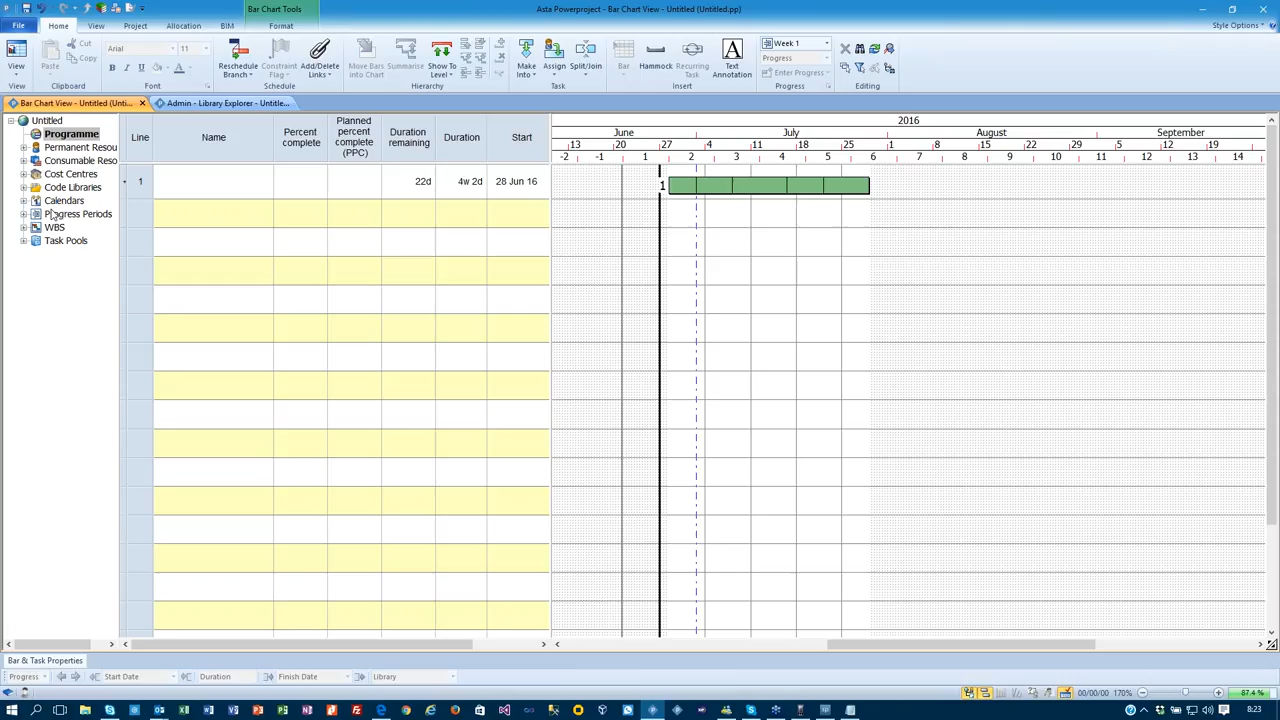 Bar Chart Tools
Asta Powerproject - Bar Chart View - Untitled (Untitled.pp)
File Home View Project Allocation BIM Format Style Options
View Paste Cut Copy Arial 11 Reschedule Branch Constraint Flag Add/Delete Links Move Bars into Chart Summarise Show To Level Make Into Assign Split/Join Bar Hammock Recurring Task Text Annotation Week 1 Progress Enter Progress
View Clipboard Font Schedule Hierarchy Task Insert Progress Editing
Bar Chart View - Untitled (Unti...
Admin - Library Explorer - Untitle...
Untitled
Programme
Permanent Resou
Consumable Reso
Cost Centres
Code Libraries
Calendars
Progress Periods
WBS
Task Pools
Line Name Percent complete Planned percent complete (PPC) Duration remaining Duration Start
2016
June July August September
13 20 27 4 11 18 25 1 8 15 22 29 5 12 19
-2 -1 1 2 3 4 5 6 7 8 9 10 11 12 13 14
1 22d 4w 2d 28 Jun 16 1
Bar & Task Properties
Progress Start Date Duration Finish Date Library
00/00/00 170% 87.4 %
8:23